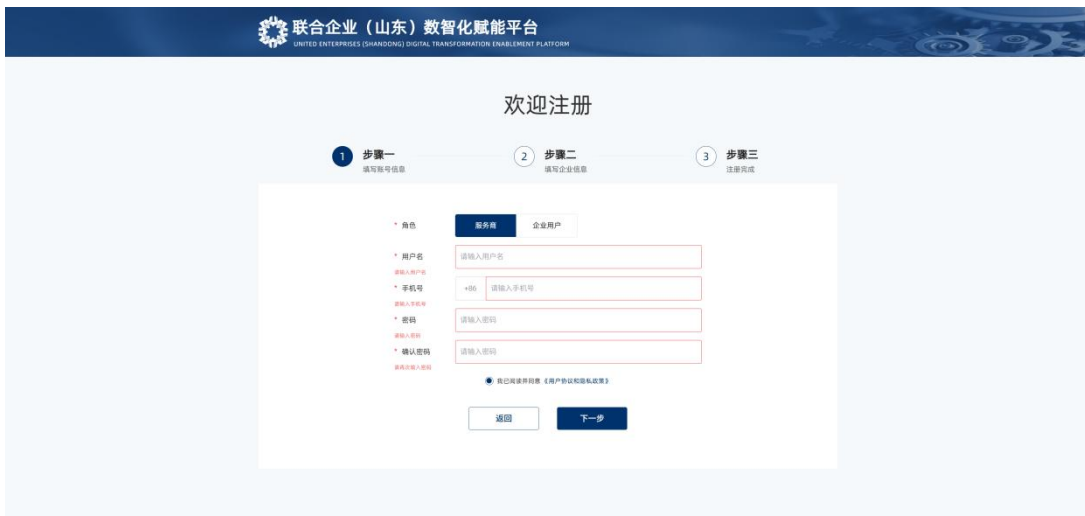 联合企业（山东）数智化赋能平台
UNITED ENTERPRISES (SHANDONG) DIGITAL TRANSFORMATION ENABLEMENT PLATFORM
欢迎注册
1 步骤一
填写账号信息
2 步骤二
填写企业信息
3 步骤三
注册完成
* 角色 服务商 企业用户
* 用户名 请输入用户名
请输入用户名
* 手机号 +86 请输入手机号
请输入手机号
* 密码 请输入密码
请输入密码
* 确认密码 请输入密码
请再次输入密码
我已阅读并同意《用户协议和隐私政策》
返回 下一步